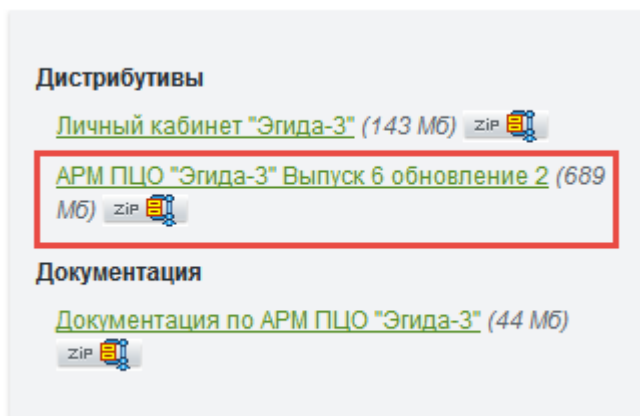 Дистрибутивы
Личный кабинет "Эгида-3" (143 Мб) ZIP
АРМ ПЦО "Эгида-3" Выпуск 6 обновление 2 (689
Мб) ZIP
Документация
Документация по АРМ ПЦО "Эгида-3" (44 Мб)
ZIP